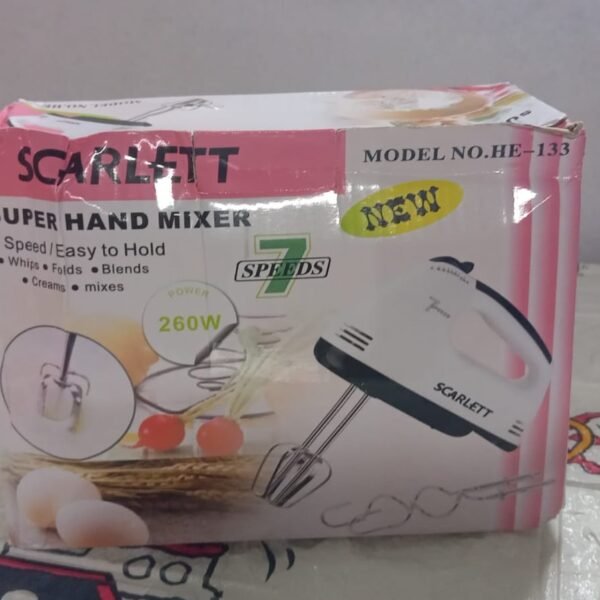 SCARLETT
MODEL NO.HE-133
SUPER HAND MIXER
NEW
Speed / Easy to Hold
• Whips • Folds • Blends
• Creams • mixes
7
SPEEDS
POWER
260W
SCARLETT